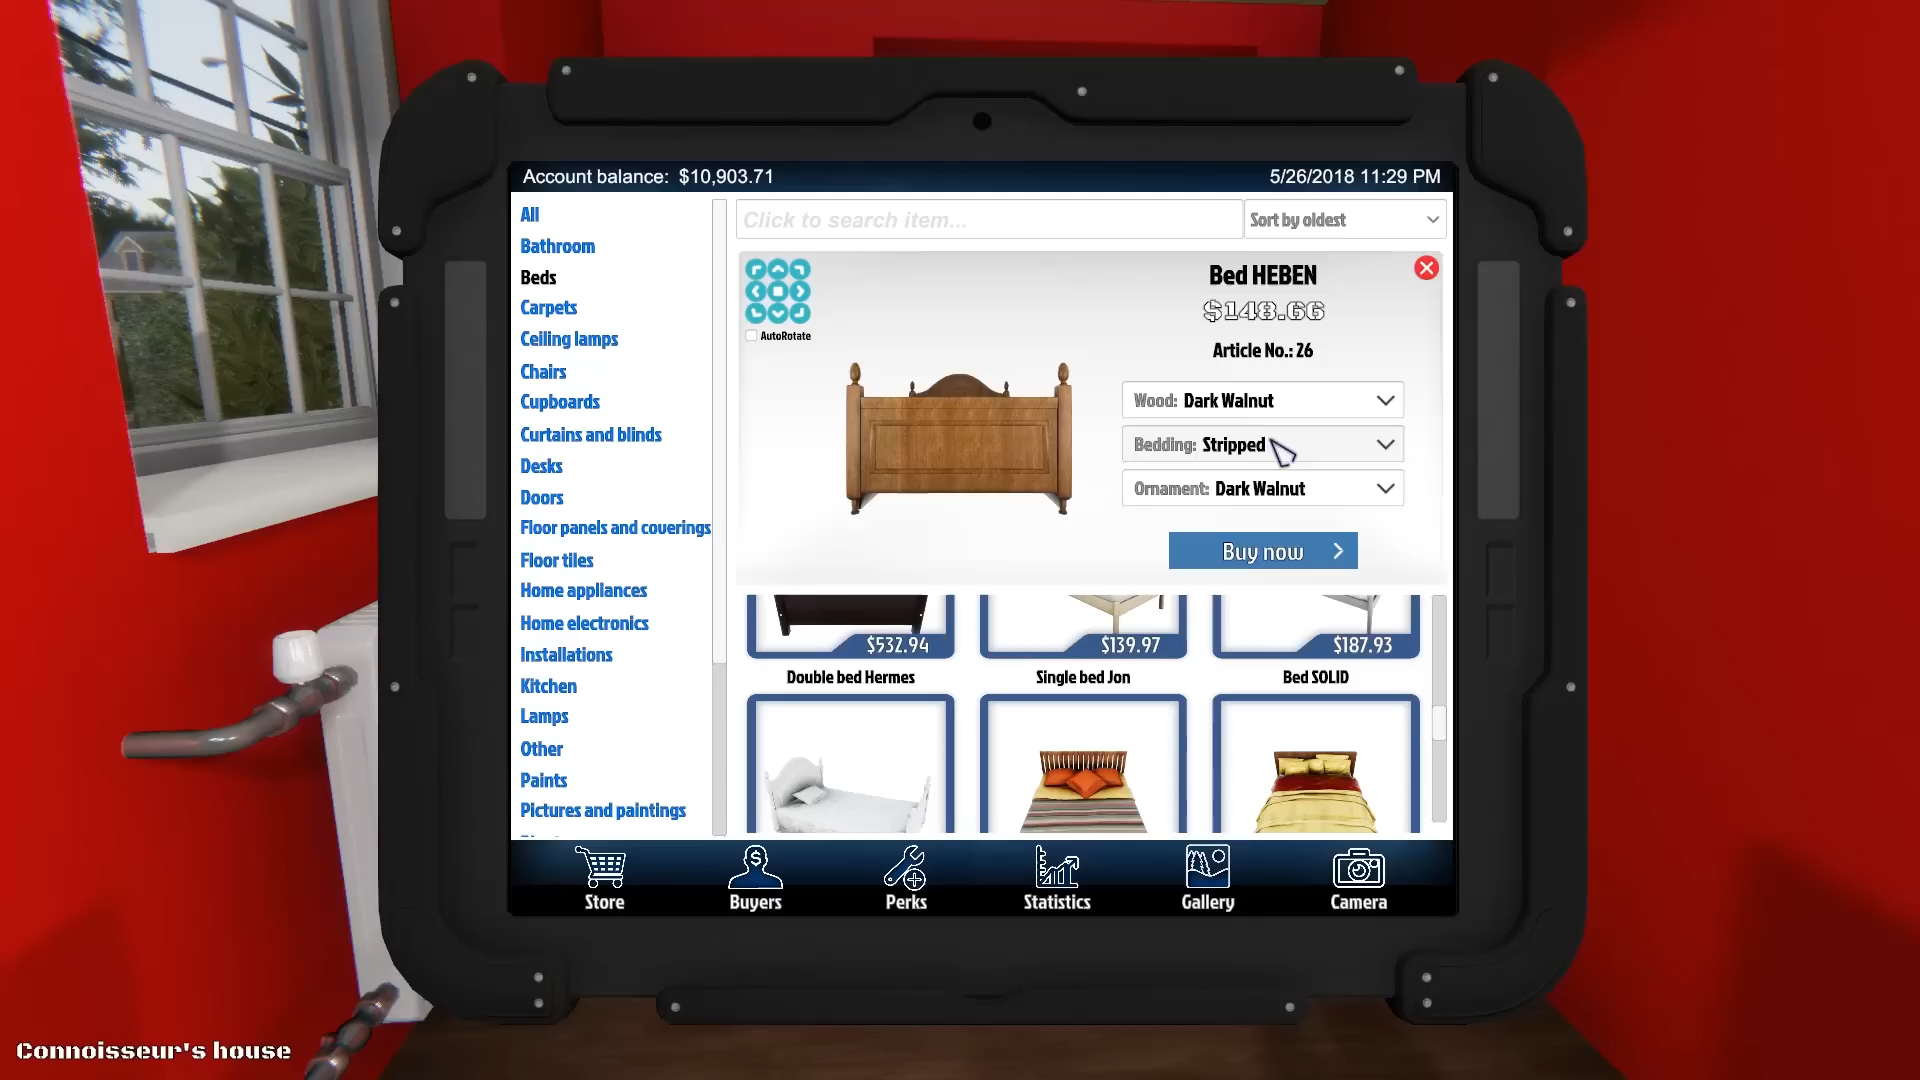 Account balance: $10,903.71
5/26/2018 11:29 PM
All
Bathroom
Beds
Carpets
Ceiling lamps
Chairs
Cupboards
Curtains and blinds
Desks
Doors
Floor panels and coverings
Floor tiles
Home appliances
Home electronics
Installations
Kitchen
Lamps
Other
Paints
Pictures and paintings
Click to search item...
Sort by oldest
AutoRotate
Bed HEBEN
$148.66
Article No.: 26
Wood: Dark Walnut
Bedding: Stripped
Ornament: Dark Walnut
Buy now
$532.94
$139.97
$187.93
Double bed Hermes
Single bed Jon
Bed SOLID
Store
Buyers
Perks
Statistics
Gallery
Camera
Connoisseur's house